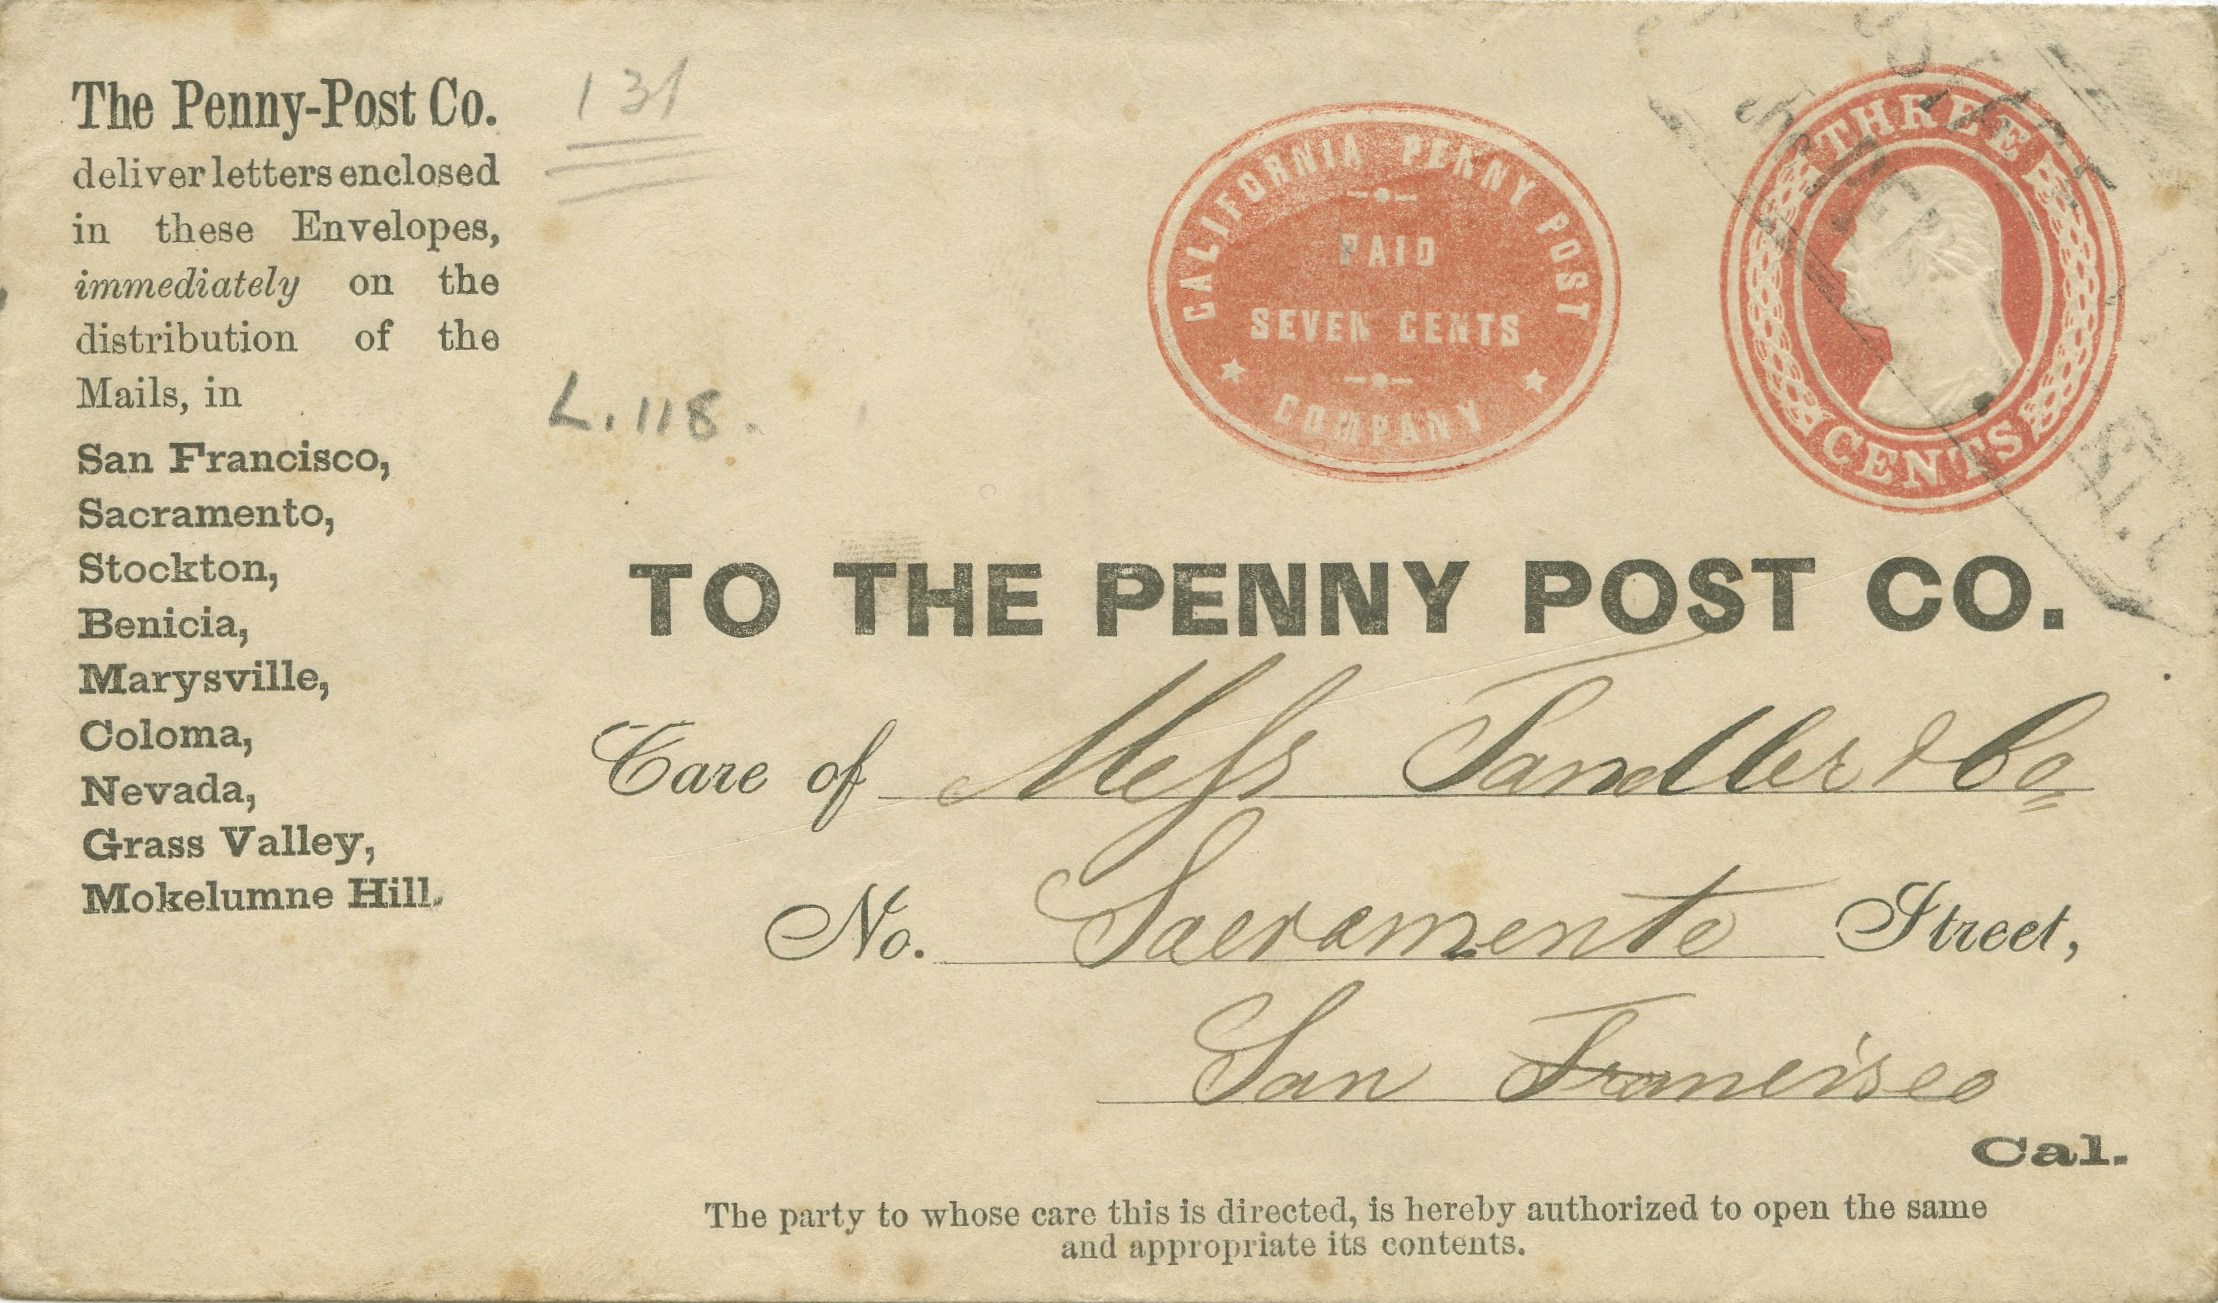 The Penny-Post Co.
deliver letters enclosed
in these Envelopes,
immediately on the
distribution of the
Mails, in
San Francisco,
Sacramento,
Stockton,
Benicia,
Marysville,
Coloma,
Nevada,
Grass Valley,
Mokelumne Hill.
131
L. 118.
CALIFORNIA PENNY POST
PAID
SEVEN CENTS
COMPANY
THREE
CENTS
TO THE PENNY POST CO.
Care of Mess Sandler & Co
No. Sacramento Street,
San Francisco
Cal.
The party to whose care this is directed, is hereby authorized to open the same
and appropriate its contents.